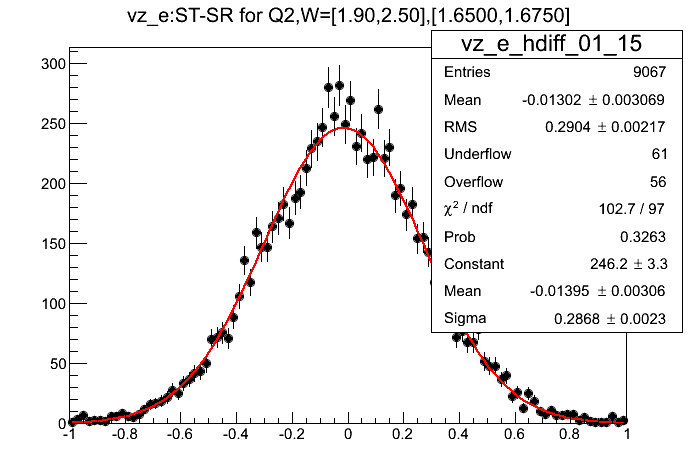 vz_e:ST-SR for Q2,W=[1.90,2.50],[1.6500,1.6750]
vz_e_hdiff_01_15
Entries 9067
Mean -0.01302 ± 0.003069
RMS 0.2904 ± 0.00217
Underflow 61
Overflow 56
χ² / ndf 102.7 / 97
Prob 0.3263
Constant 246.2 ± 3.3
Mean -0.01395 ± 0.00306
Sigma 0.2868 ± 0.0023
300
250
200
150
100
50
0
-1 -0.8 -0.6 -0.4 -0.2 0 0.2 0.4 0.6 0.8 1